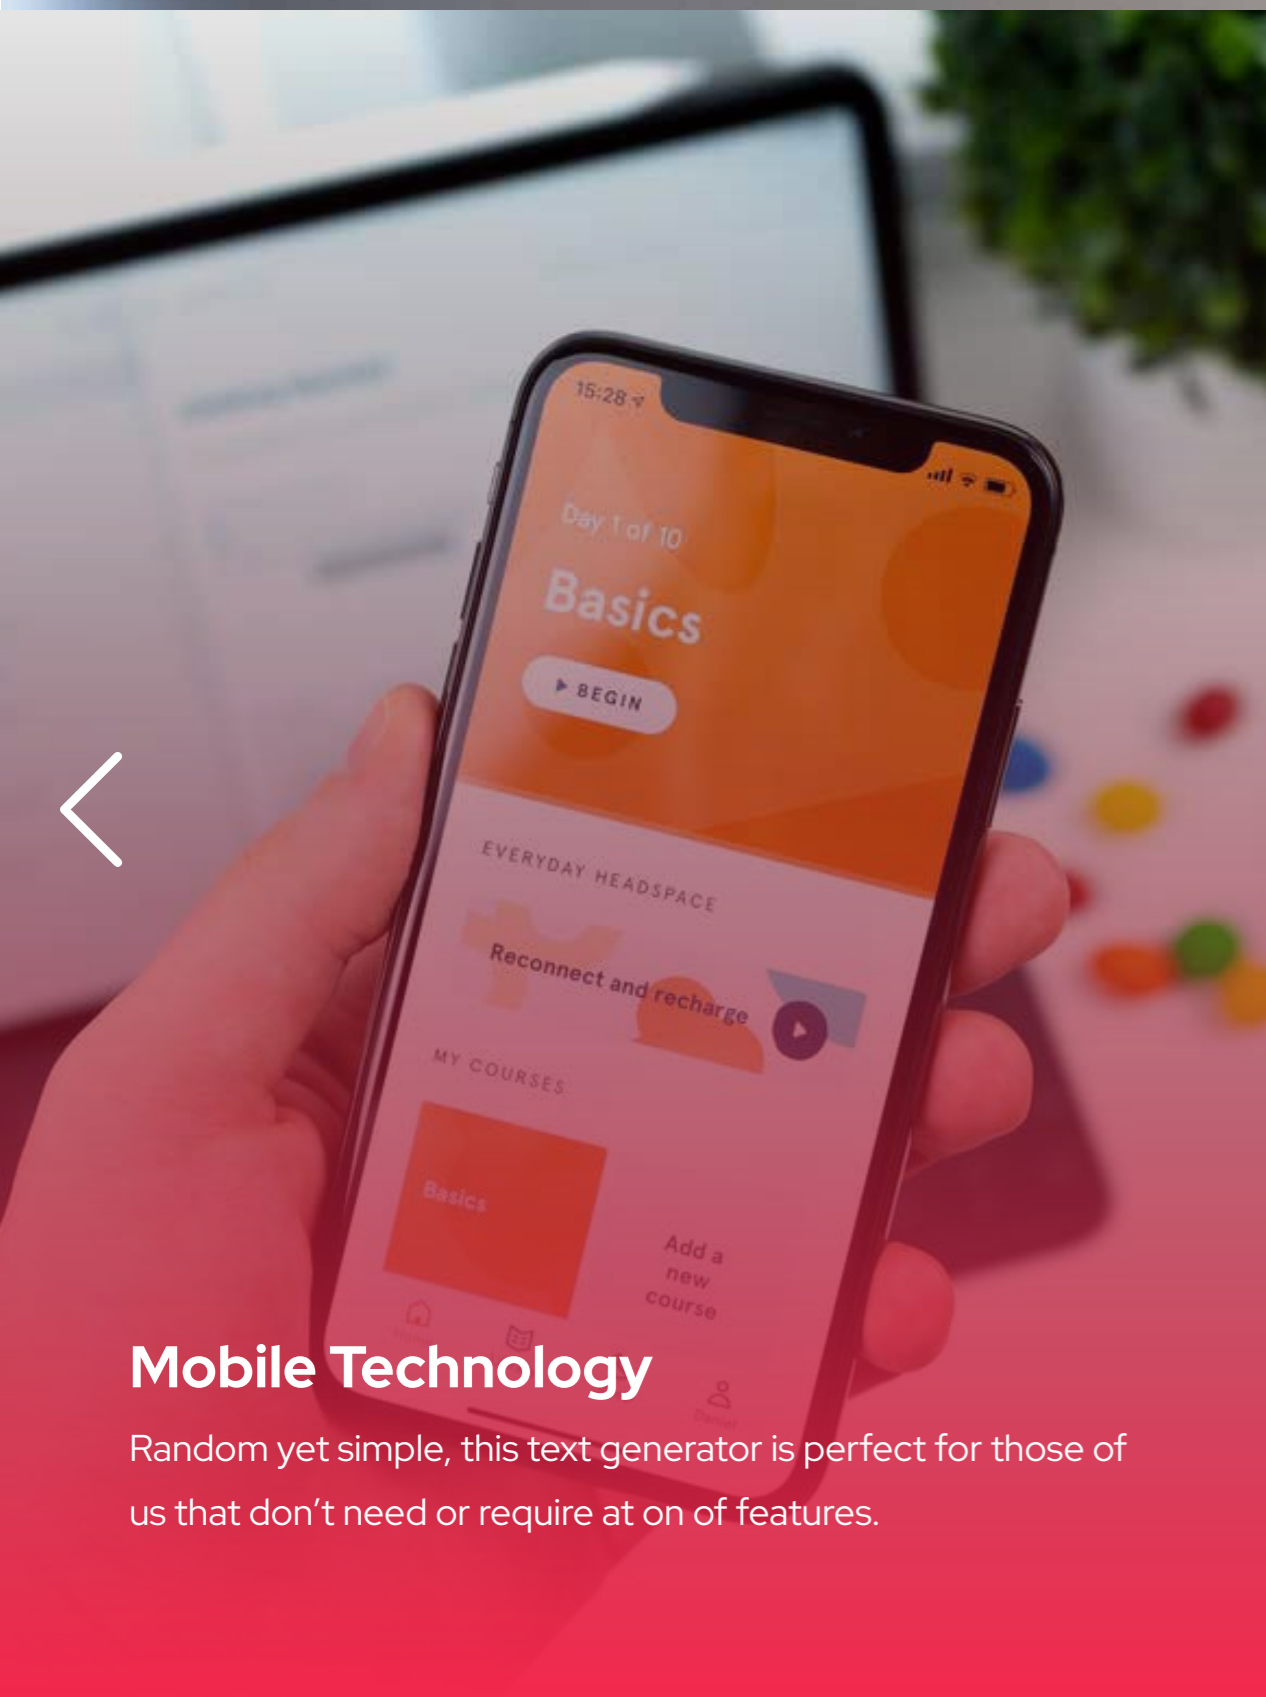 15:28
Day 1 of 10
Basics
BEGIN
EVERYDAY HEADSPACE
Reconnect and recharge
MY COURSES
Basics
Add a
new
course
Daniel
Mobile Technology
Random yet simple, this text generator is perfect for those of
us that don’t need or require at on of features.